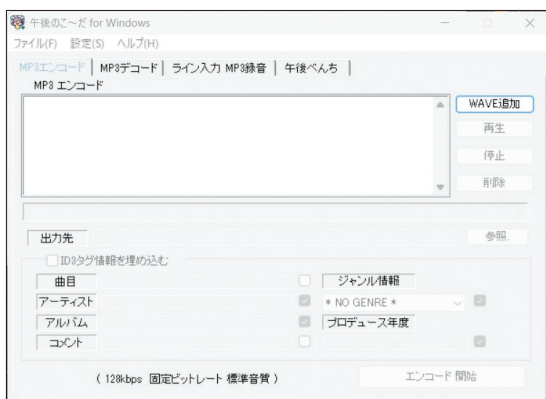 午後のこ～だ for Windows
ファイル(F) 設定(S) ヘルプ(H)
MP3エンコード MP3デコード ライン入力 MP3録音 午後べんち
MP3 エンコード
WAVE追加
再生
停止
削除
出力先 参照.
ID3タグ情報を埋め込む
曲目 ジャンル情報
アーティスト * NO GENRE *
アルバム プロデュース年度
コメント
( 128kbps 固定ビットレート 標準音質 ) エンコード開始